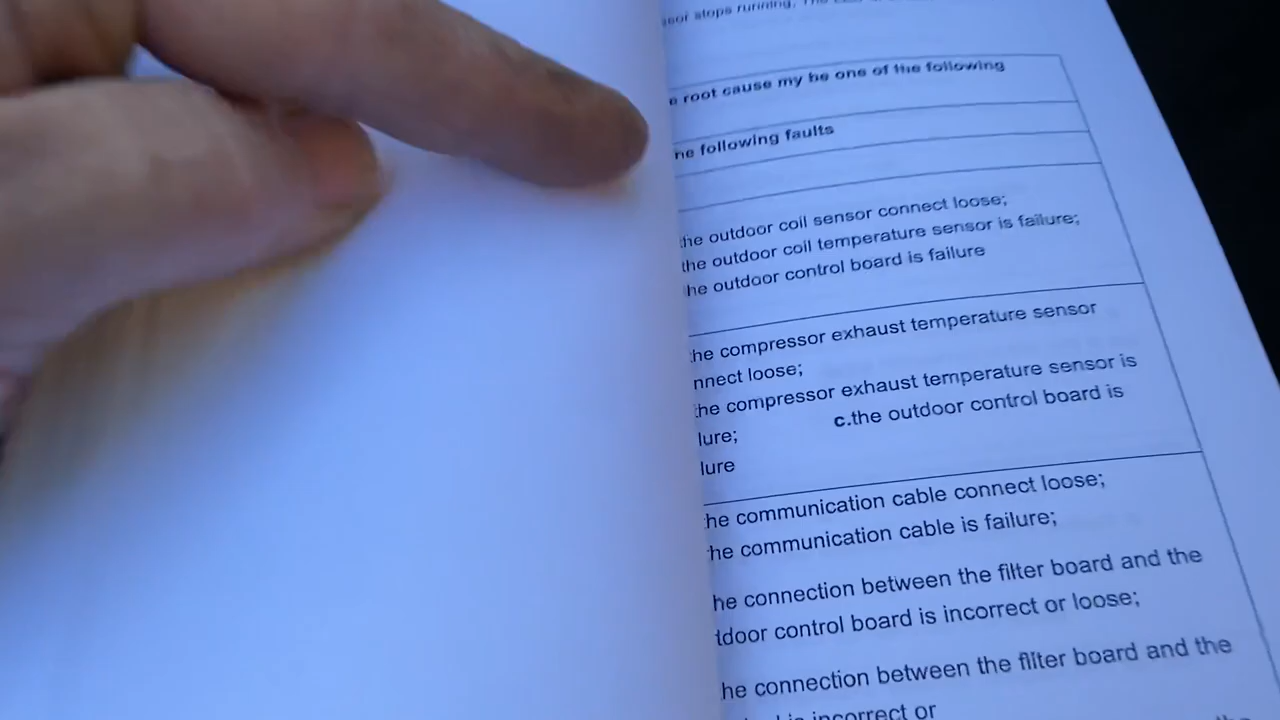 stops running,
root cause my be one of the following
following faults
the outdoor coil sensor connect loose;
the outdoor coil temperature sensor is failure;
he outdoor control board is failure
the compressor exhaust temperature sensor
nnect loose;
the compressor exhaust temperature sensor is
lure; c.the outdoor control board is
lure
he communication cable connect loose;
he communication cable is failure;
he connection between the filter board and the
tdoor control board is incorrect or loose;
he connection between the filter board and the
is incorrect or